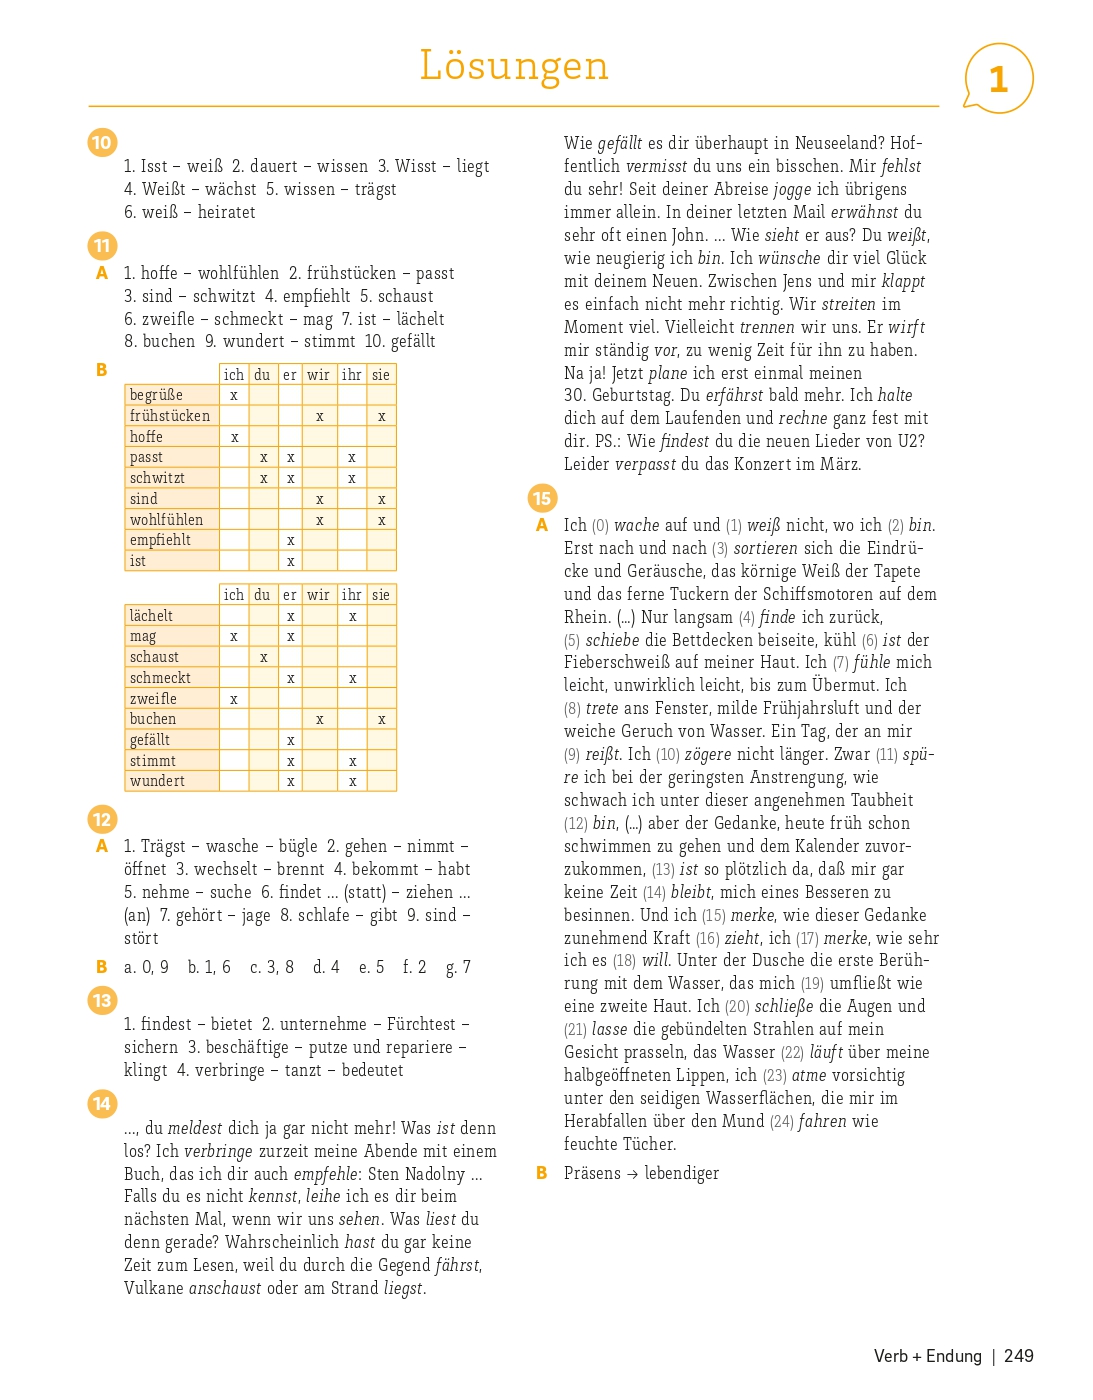 Lösungen
1
10
1. Isst – weiß 2. dauert – wissen 3. Wisst – liegt
4. Weißt – wächst 5. wissen – trägst
6. weiß – heiratet
11
A 1. hoffe – wohlfühlen 2. frühstücken – passt
3. sind – schwitzt 4. empfiehlt 5. schaust
6. zweifle – schmeckt – mag 7. ist – lächelt
8. buchen 9. wundert – stimmt 10. gefällt
B
ich du er wir ihr sie
begrüße x
frühstücken x x
hoffe x
passt x x x
schwitzt x x x
sind x x
wohlfühlen x x
empfiehlt x
ist x
ich du er wir ihr sie
lächelt x x
mag x x
schaust x
schmeckt x x
zweifle x
buchen x x
gefällt x
stimmt x x
wundert x x
12
A 1. Trägst – wasche – bügle 2. gehen – nimmt –
öffnet 3. wechselt – brennt 4. bekommt – habt
5. nehme – suche 6. findet ... (statt) – ziehen ...
(an) 7. gehört – jage 8. schlafe – gibt 9. sind –
stört
B a. 0, 9 b. 1, 6 c. 3, 8 d. 4 e. 5 f. 2 g. 7
13
1. findest – bietet 2. unternehme – Fürchtest –
sichern 3. beschäftige – putze und repariere –
klingt 4. verbringe – tanzt – bedeutet
14
..., du meldest dich ja gar nicht mehr! Was ist denn
los? Ich verbringe zurzeit meine Abende mit einem
Buch, das ich dir auch empfehle: Sten Nadolny ...
Falls du es nicht kennst, leihe ich es dir beim
nächsten Mal, wenn wir uns sehen. Was liest du
denn gerade? Wahrscheinlich hast du gar keine
Zeit zum Lesen, weil du durch die Gegend fährst,
Vulkane anschaust oder am Strand liegst.
Wie gefällt es dir überhaupt in Neuseeland? Hof-
fentlich vermisst du uns ein bisschen. Mir fehlst
du sehr! Seit deiner Abreise jogge ich übrigens
immer allein. In deiner letzten Mail erwähnst du
sehr oft einen John. ... Wie sieht er aus? Du weißt,
wie neugierig ich bin. Ich wünsche dir viel Glück
mit deinem Neuen. Zwischen Jens und mir klappt
es einfach nicht mehr richtig. Wir streiten im
Moment viel. Vielleicht trennen wir uns. Er wirft
mir ständig vor, zu wenig Zeit für ihn zu haben.
Na ja! Jetzt plane ich erst einmal meinen
30. Geburtstag. Du erfährst bald mehr. Ich halte
dich auf dem Laufenden und rechne ganz fest mit
dir. PS.: Wie findest du die neuen Lieder von U2?
Leider verpasst du das Konzert im März.
15
A Ich (0) wache auf und (1) weiß nicht, wo ich (2) bin.
Erst nach und nach (3) sortieren sich die Eindrü-
cke und Geräusche, das körnige Weiß der Tapete
und das ferne Tuckern der Schiffsmotoren auf dem
Rhein. (...) Nur langsam (4) finde ich zurück,
(5) schiebe die Bettdecken beiseite, kühl (6) ist der
Fieberschweiß auf meiner Haut. Ich (7) fühle mich
leicht, unwirklich leicht, bis zum Übermut. Ich
(8) trete ans Fenster, milde Frühjahrsluft und der
weiche Geruch von Wasser. Ein Tag, der an mir
(9) reißt. Ich (10) zögere nicht länger. Zwar (11) spü-
re ich bei der geringsten Anstrengung, wie
schwach ich unter dieser angenehmen Taubheit
(12) bin, (...) aber der Gedanke, heute früh schon
schwimmen zu gehen und dem Kalender zuvor-
zukommen, (13) ist so plötzlich da, daß mir gar
keine Zeit (14) bleibt, mich eines Besseren zu
besinnen. Und ich (15) merke, wie dieser Gedanke
zunehmend Kraft (16) zieht, ich (17) merke, wie sehr
ich es (18) will. Unter der Dusche die erste Berüh-
rung mit dem Wasser, das mich (19) umfließt wie
eine zweite Haut. Ich (20) schließe die Augen und
(21) lasse die gebündelten Strahlen auf mein
Gesicht prasseln, das Wasser (22) läuft über meine
halbgeöffneten Lippen, ich (23) atme vorsichtig
unter den seidigen Wasserflächen, die mir im
Herabfallen über den Mund (24) fahren wie
feuchte Tücher.
B Präsens → lebendiger
Verb + Endung | 249